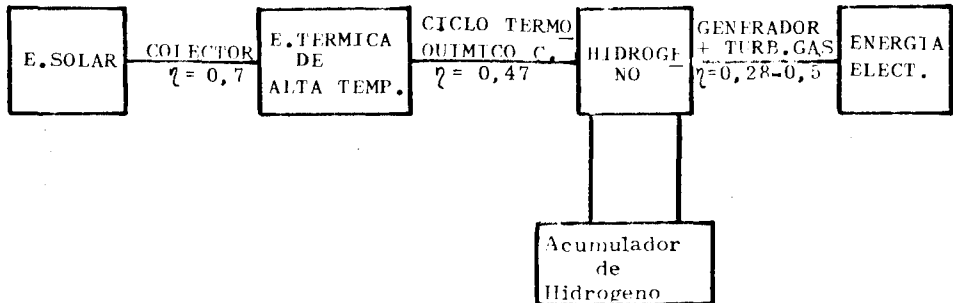 E.SOLAR
COLECTOR
η = 0,7
E.TERMICA
DE
ALTA TEMP.
CICLO TERMO
QUIMICO C.
η = 0,47
HIDROGE
NO
GENERADOR
+ TURB.GAS
η=0,28-0,5
ENERGIA
ELECT.
Acumulador
de
Hidrogeno